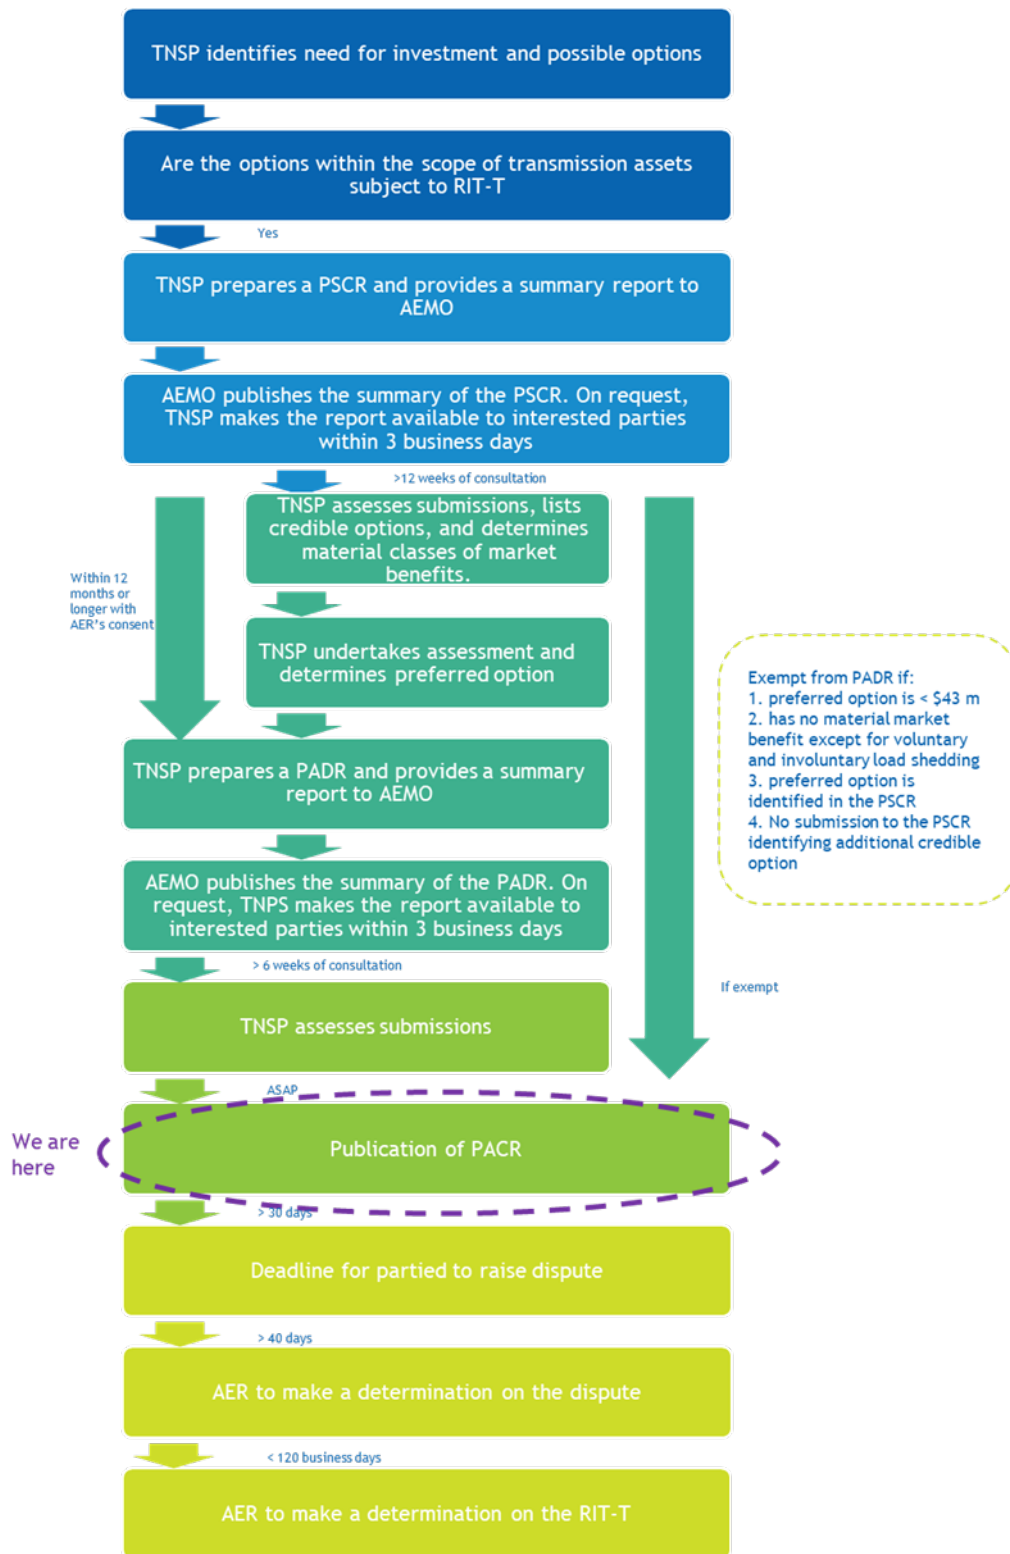 TNSP identifies need for investment and possible options
Are the options within the scope of transmission assets
subject to RIT-T
Yes
TNSP prepares a PSCR and provides a summary report to
AEMO
AEMO publishes the summary of the PSCR. On request,
TNSP makes the report available to interested parties
within 3 business days
>12 weeks of consultation
TNSP assesses submissions, lists
credible options, and determines
material classes of market
benefits.
Within 12
months or
longer with
AER's consent
TNSP undertakes assessment and
determines preferred option
Exempt from PADR if:
1. preferred option is < $43 m
2. has no material market
benefit except for voluntary
and involuntary load shedding
3. preferred option is
identified in the PSCR
4. No submission to the PSCR
identifying additional credible
option
TNSP prepares a PADR and provides a summary
report to AEMO
AEMO publishes the summary of the PADR. On
request, TNPS makes the report available to
interested parties within 3 business days
> 6 weeks of consultation
If exempt
TNSP assesses submissions
ASAP
We are
here
Publication of PACR
> 30 days
Deadline for partied to raise dispute
> 40 days
AER to make a determination on the dispute
< 120 business days
AER to make a determination on the RIT-T